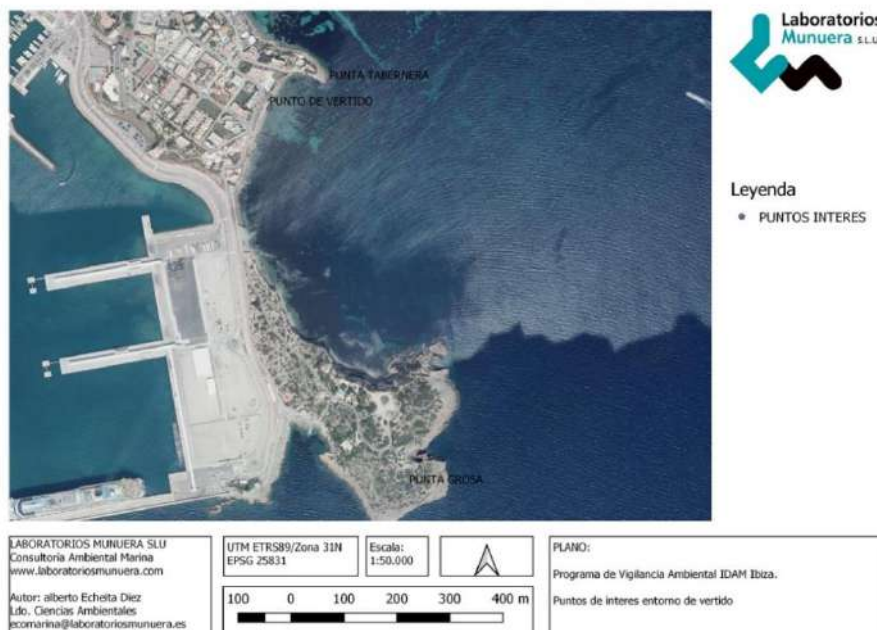 PUNTA TABERNERA
PUNTO DE VERTIDO
PUNTA GROSA
Laboratorios
Munuera S.L.U
Leyenda
PUNTOS INTERES
LABORATORIOS MUNUERA SLU
Consultoria Ambiental Marina
www.laboratoriosmunuera.com
Autor: alberto Echeita Diez
Ldo. Ciencias Ambientales
ecomarina@laboratoriosmunuera.es
UTM ETRS89/Zona 31N
EPSG 25831
Escala:
1:50.000
100 0 100 200 300 400 m
PLANO:
Programa de Vigilancia Ambiental IDAM Ibiza.
Puntos de interes entorno de vertido